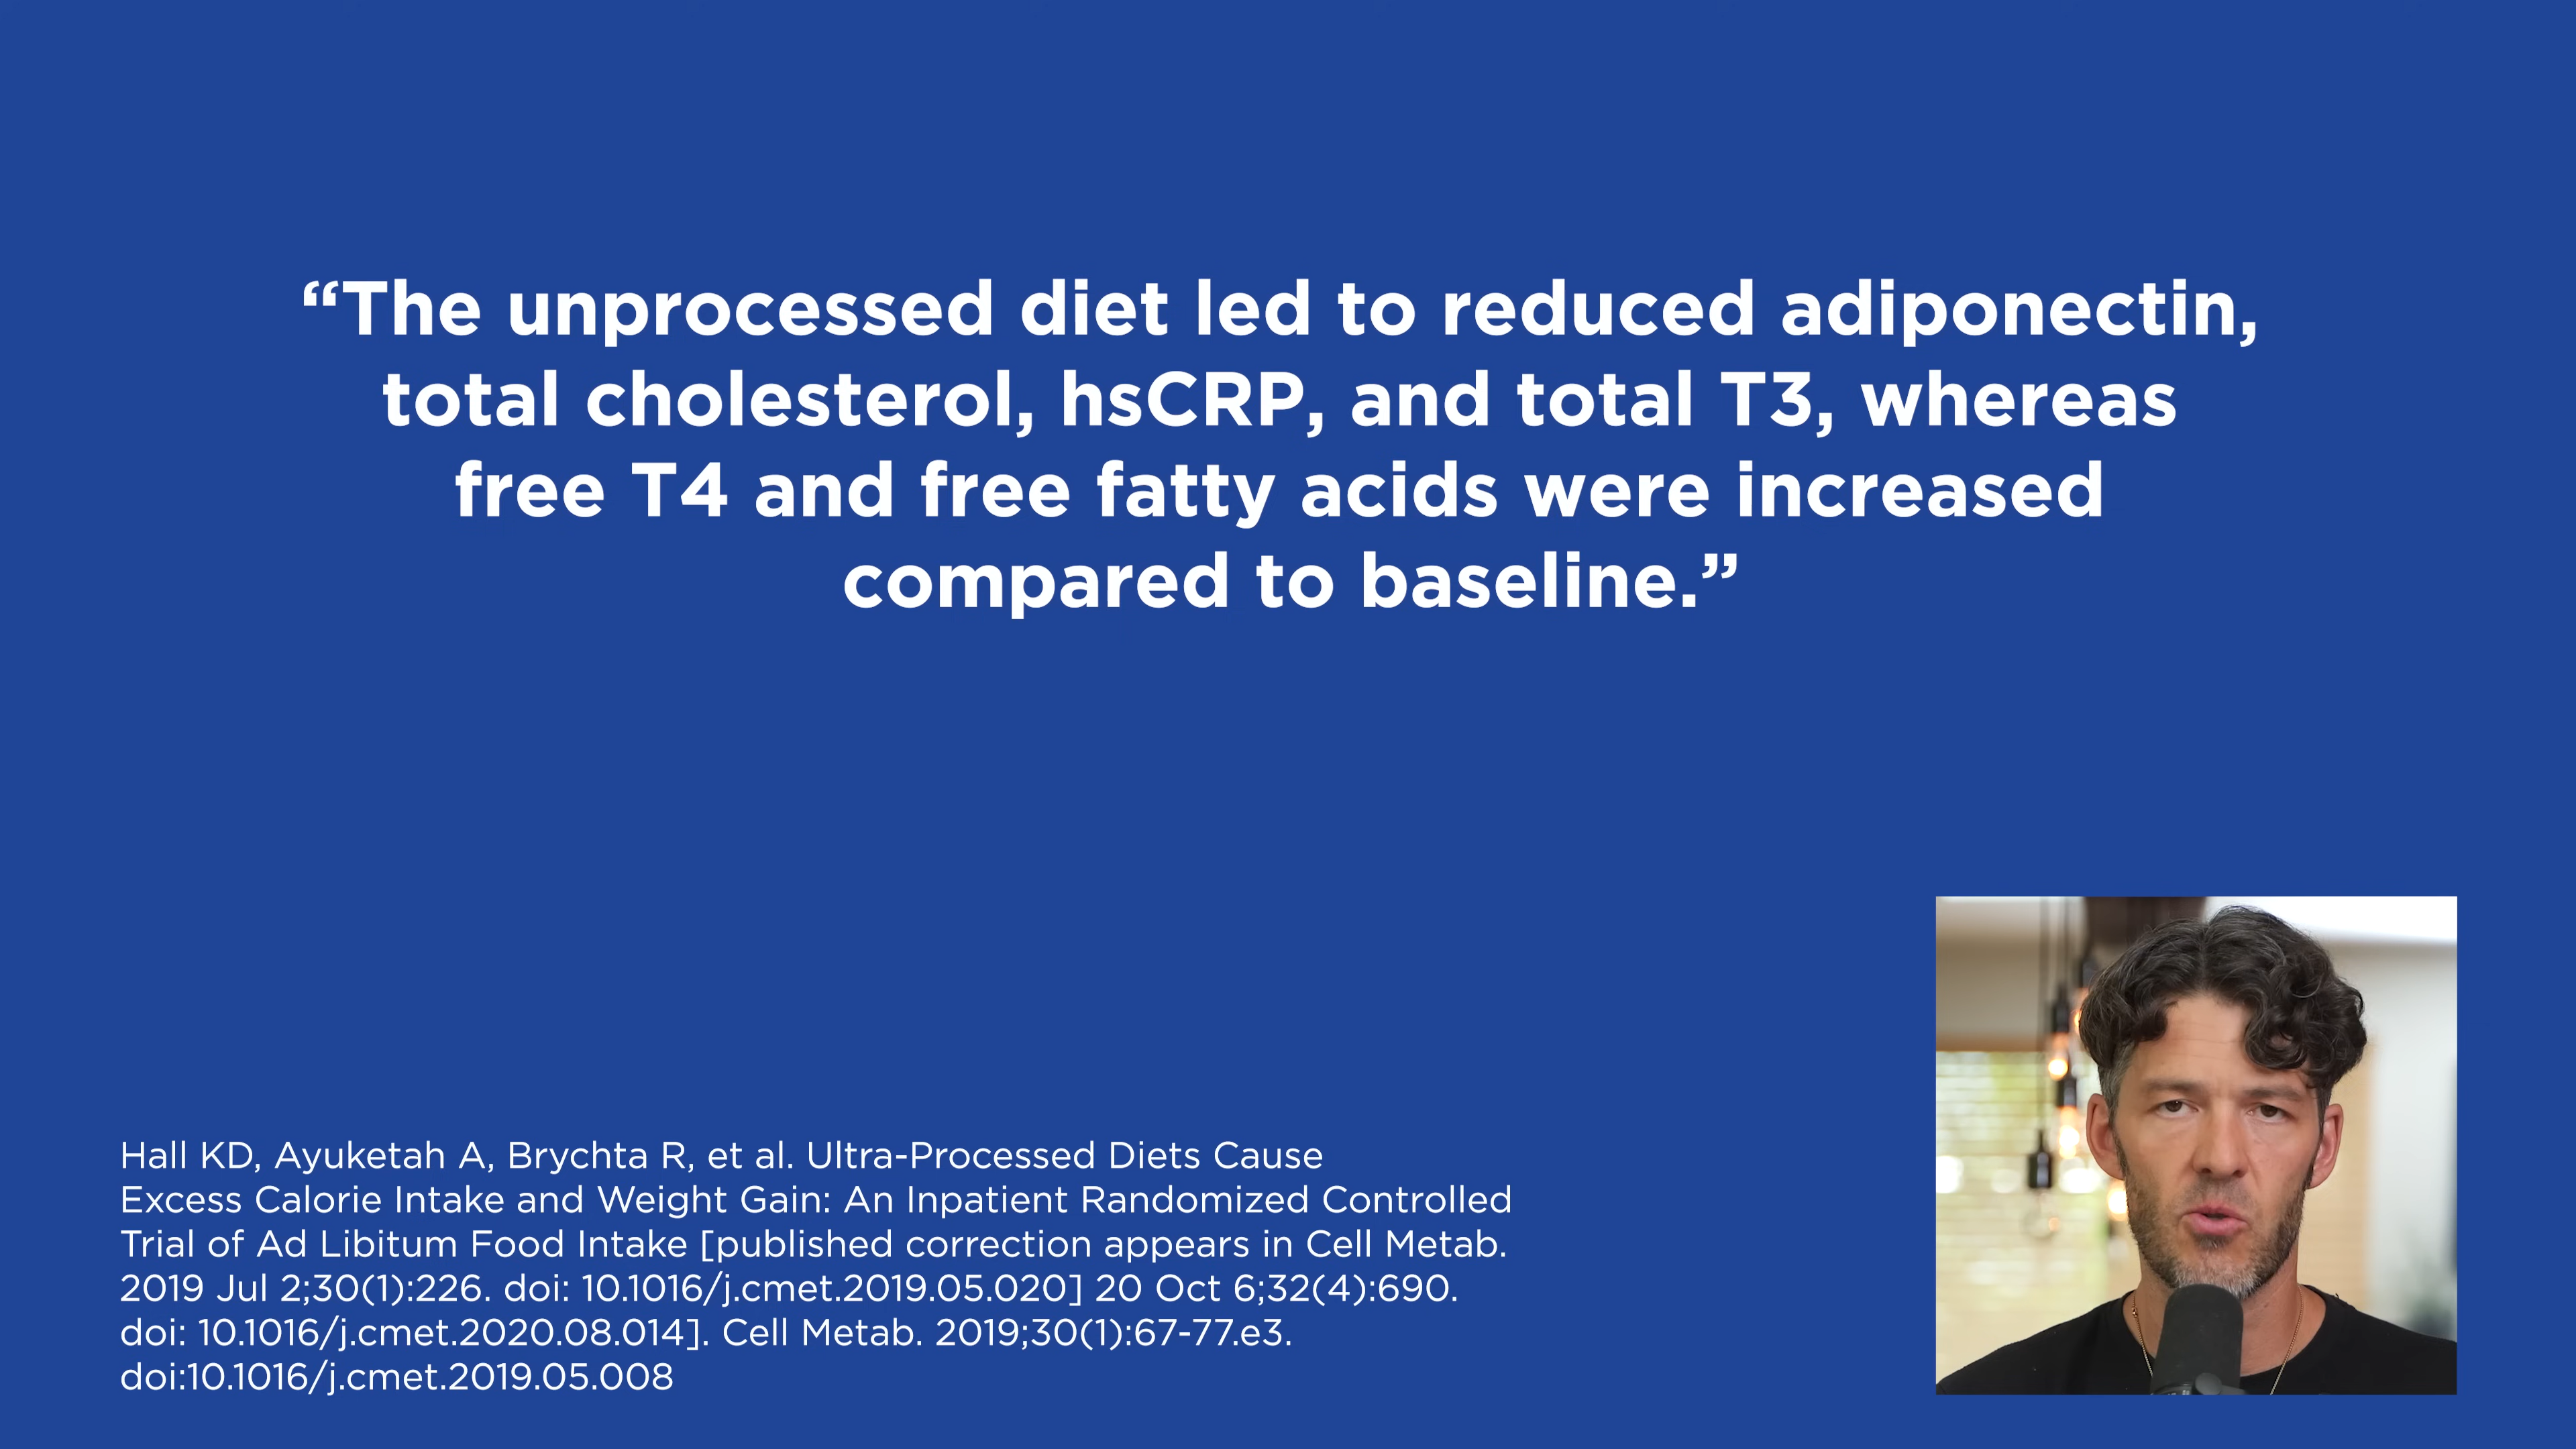 “The unprocessed diet led to reduced adiponectin,
total cholesterol, hsCRP, and total T3, whereas
free T4 and free fatty acids were increased
compared to baseline.”
Hall KD, Ayuketah A, Brychta R, et al. Ultra-Processed Diets Cause
Excess Calorie Intake and Weight Gain: An Inpatient Randomized Controlled
Trial of Ad Libitum Food Intake [published correction appears in Cell Metab.
2019 Jul 2;30(1):226. doi: 10.1016/j.cmet.2019.05.020] 20 Oct 6;32(4):690.
doi: 10.1016/j.cmet.2020.08.014]. Cell Metab. 2019;30(1):67-77.e3.
doi:10.1016/j.cmet.2019.05.008